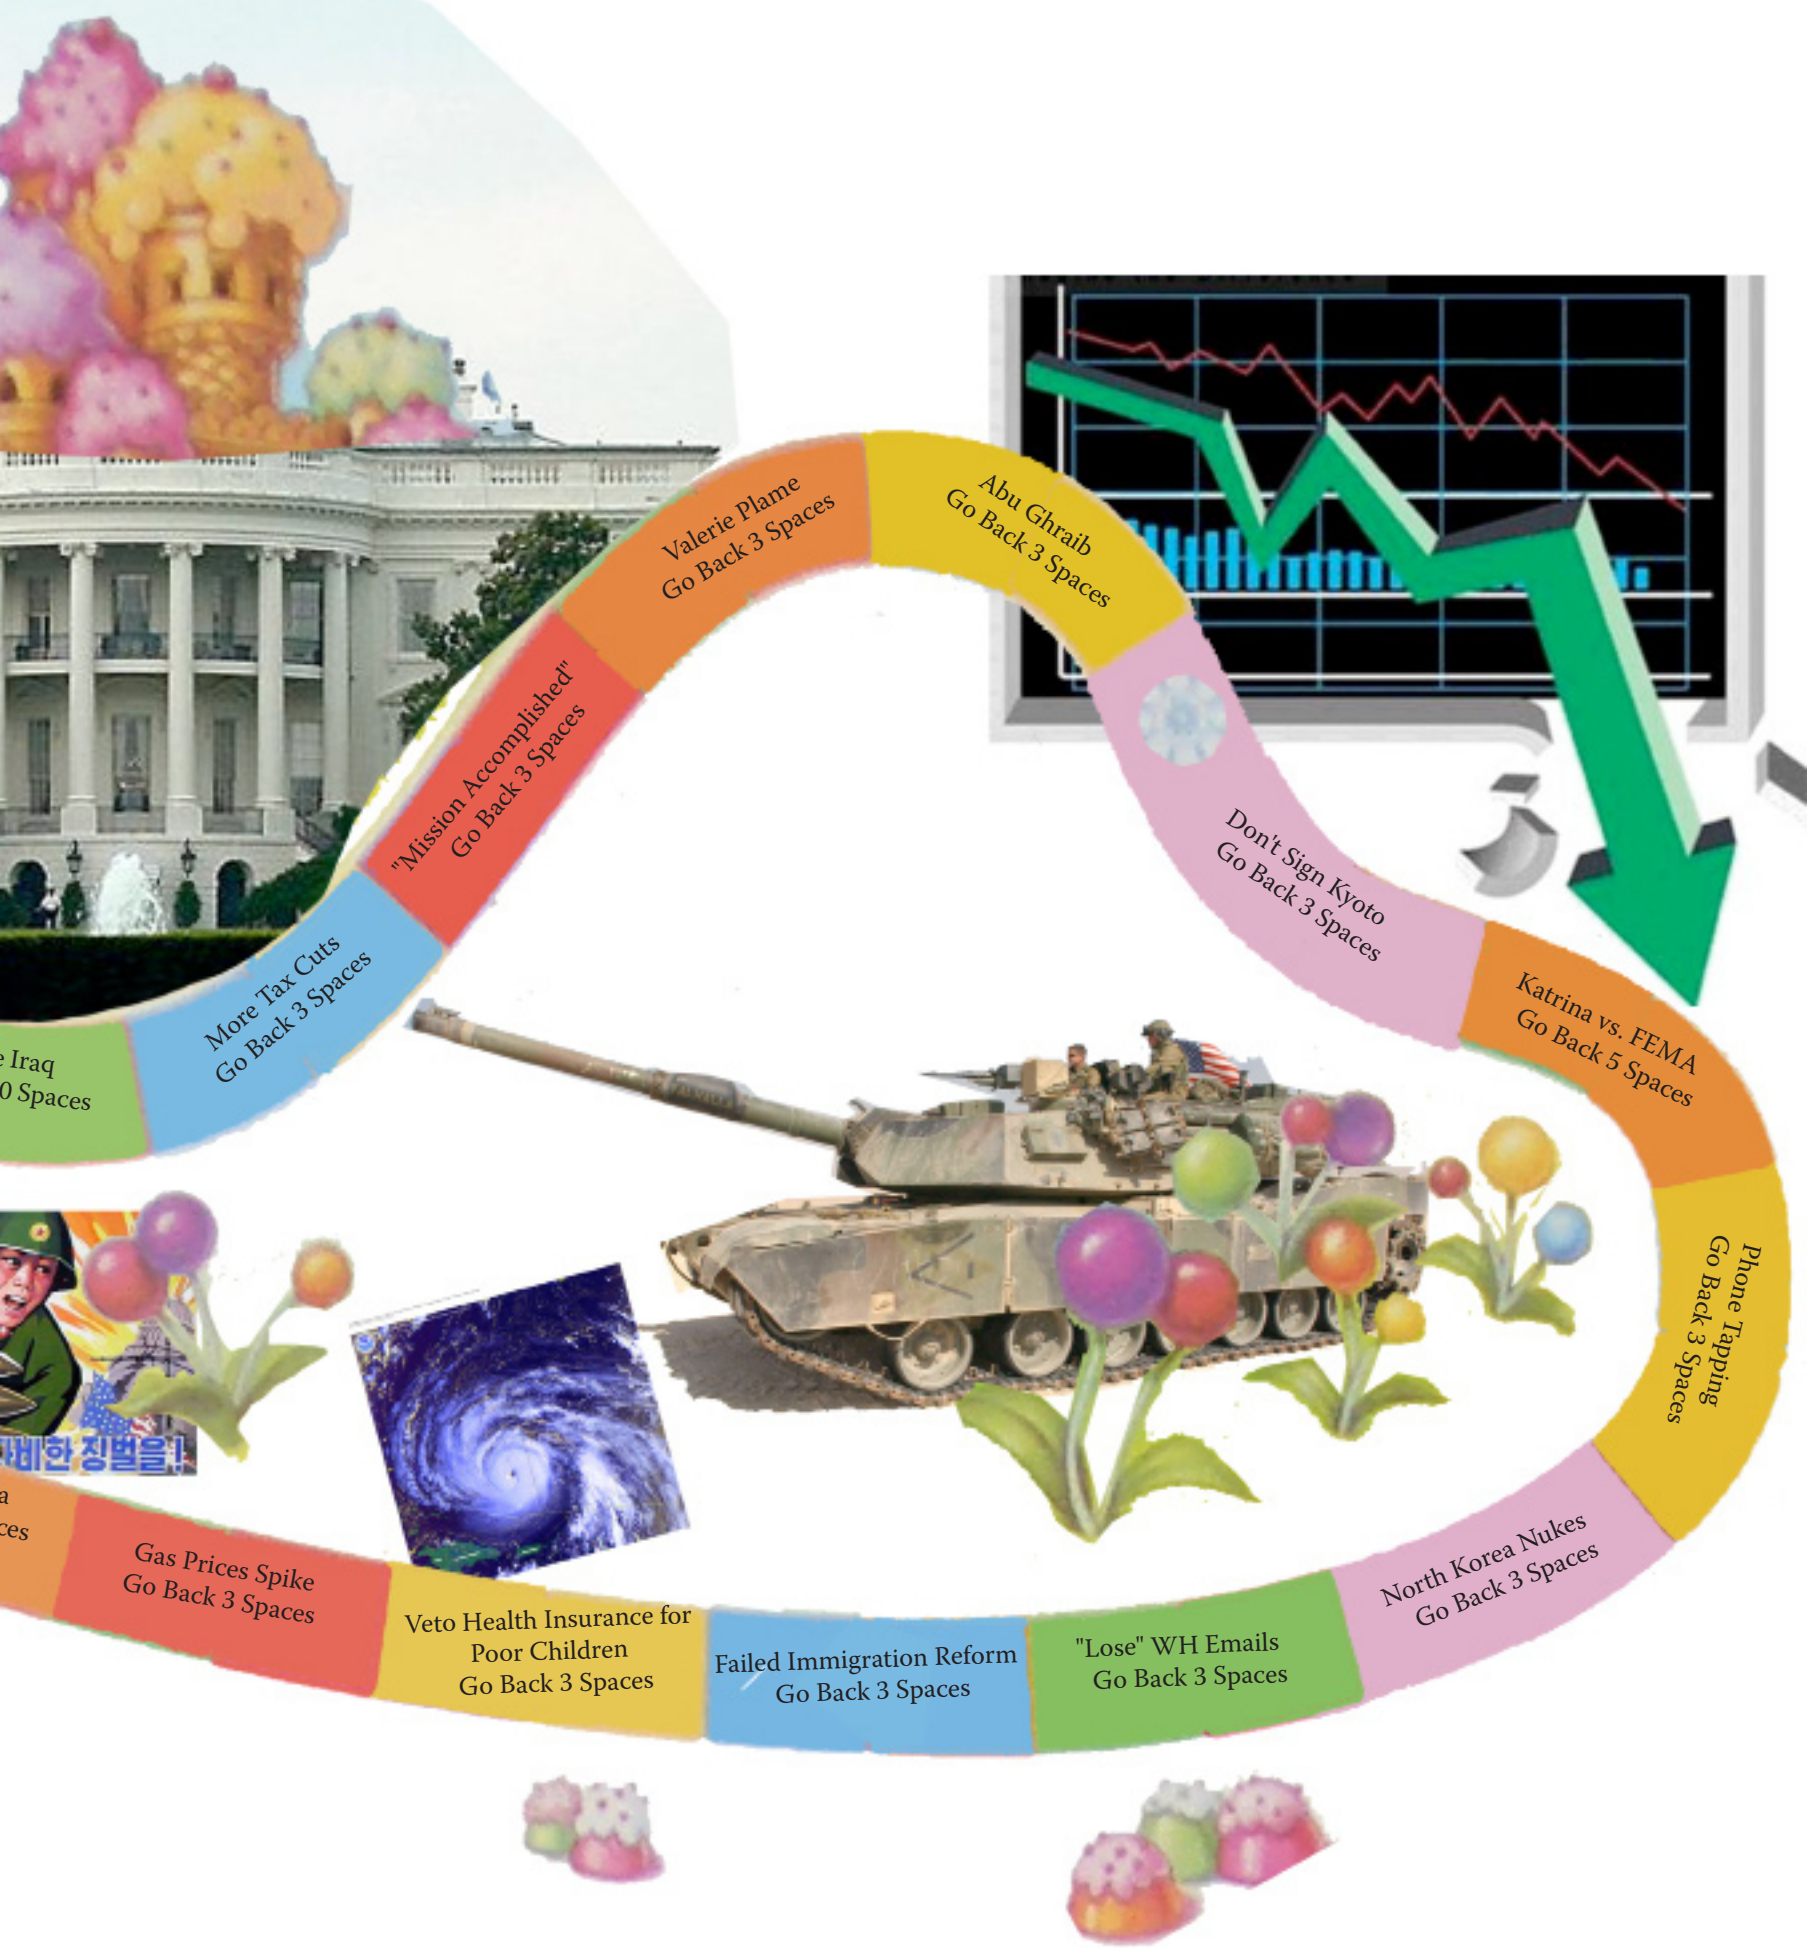 Valerie Plame
Go Back 3 Spaces
Abu Ghraib
Go Back 3 Spaces
"Mission Accomplished"
Go Back 3 Spaces
Don't Sign Kyoto
Go Back 3 Spaces
More Tax Cuts
Go Back 3 Spaces
Iraq
0 Spaces
Katrina vs. FEMA
Go Back 5 Spaces
Phone Tapping
Go Back 3 Spaces
비한 징벌을!
North Korea Nukes
Go Back 3 Spaces
"Lose" WH Emails
Go Back 3 Spaces
Failed Immigration Reform
Go Back 3 Spaces
Veto Health Insurance for
Poor Children
Go Back 3 Spaces
Gas Prices Spike
Go Back 3 Spaces